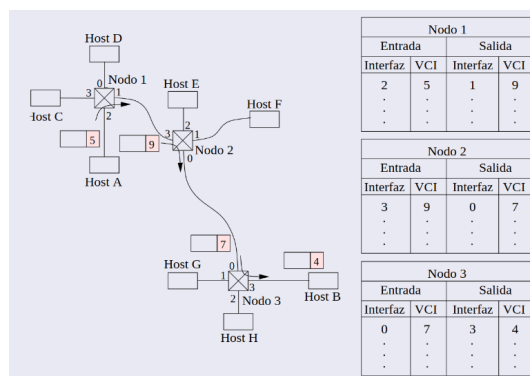 Host D
Nodo 1
0
3
1
2
Host C
5
Host A
Host E
2
3
1
0
9
Nodo 2
Host F
7
Host G
0
1
3
2
Nodo 3
4
Host B
Host H
Nodo 1
Entrada Salida
Interfaz VCI Interfaz VCI
2 5 1 9
. . . .
. . . .
. . . .
Nodo 2
Entrada Salida
Interfaz VCI Interfaz VCI
3 9 0 7
. . . .
. . . .
. . . .
Nodo 3
Entrada Salida
Interfaz VCI Interfaz VCI
0 7 3 4
. . . .
. . . .
. . . .